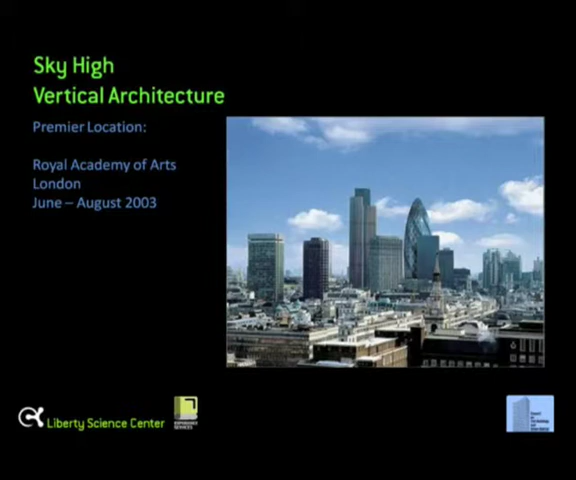 Sky High
Vertical Architecture
Premier Location:
Royal Academy of Arts
London
June – August 2003
Liberty Science Center